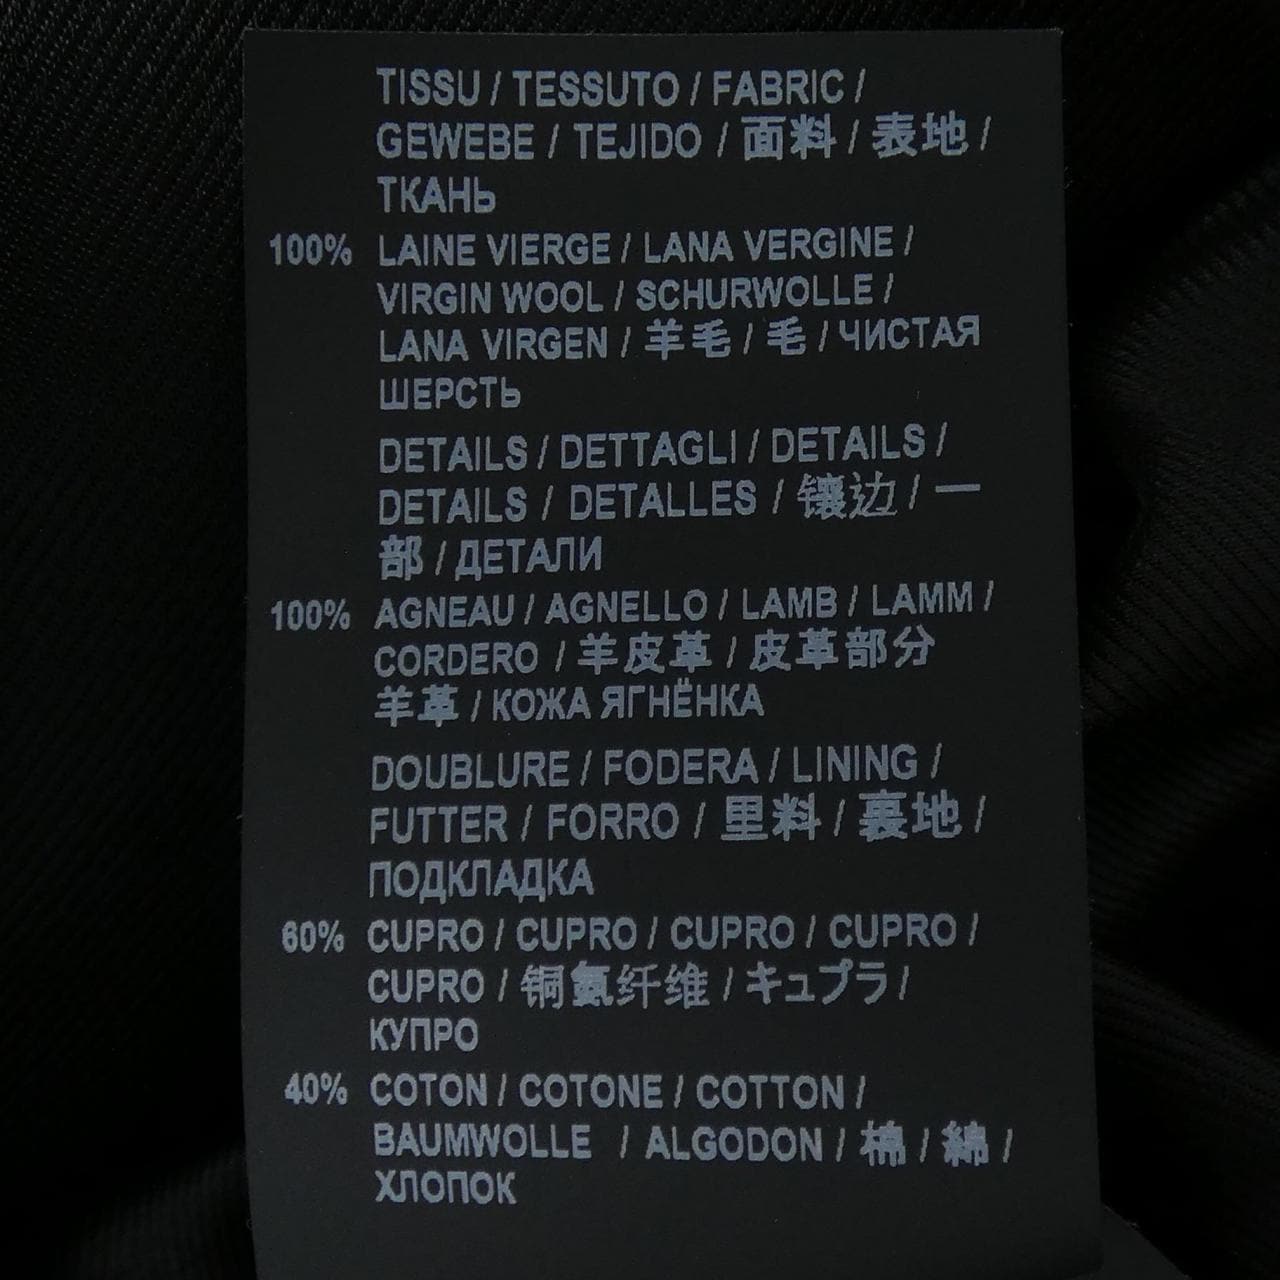 TISSU / TESSUTO / FABRIC /
GEWEBE / TEJIDO / 面料 / 表地 /
ТКАНЬ
100% LAINE VIERGE / LANA VERGINE /
VIRGIN WOOL / SCHURWOLLE /
LANA VIRGEN / 羊毛 / 毛 / ЧИСТАЯ
ШЕРСТЬ
DETAILS / DETTAGLI / DETAILS /
DETAILS / DETALLES / 镶边 / 一
部 / ДЕТАЛИ
100% AGNEAU / AGNELLO / LAMB / LAMM /
CORDERO / 羊皮革 / 皮革部分
羊革 / КОЖА ЯГНЁНКА
DOUBLURE / FODERA / LINING /
FUTTER / FORRO / 里料 / 裏地 /
ПОДКЛАДКА
60% CUPRO / CUPRO / CUPRO / CUPRO /
CUPRO / 铜氨纤维 / キュプラ /
КУПРО
40% COTON / COTONE / COTTON /
BAUMWOLLE / ALGODON / 棉 / 綿 /
ХЛОПОК